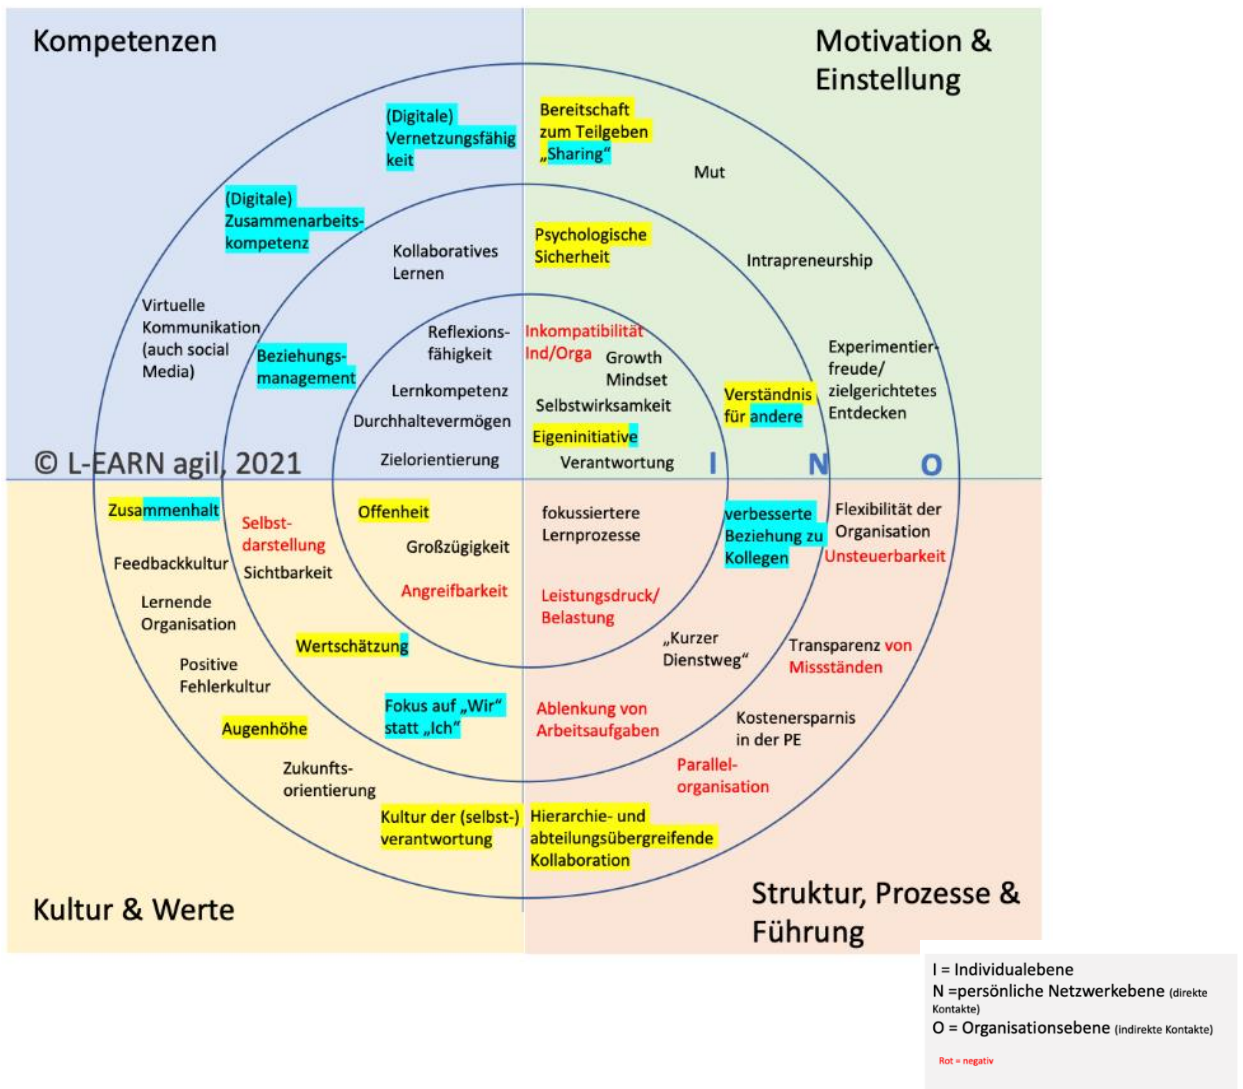 Kompetenzen
Motivation &
Einstellung
(Digitale)
Vernetzungsfähig
keit
Bereitschaft
zum Teilgeben
„Sharing“
Mut
(Digitale)
Zusammenarbeits-
kompetenz
Kollaboratives
Lernen
Psychologische
Sicherheit
Intrapreneurship
Virtuelle
Kommunikation
(auch social
Media)
Beziehungs-
management
Reflexions-
fähigkeit
Lernkompetenz
Durchhaltevermögen
Zielorientierung
Inkompatibilität
Ind/Orga
Growth
Mindset
Selbstwirksamkeit
Eigeninitiative
Verantwortung
Verständnis
für andere
Experimentier-
freude/
zielgerichtetes
Entdecken
© L-EARN agil, 2021
I
N
O
Zusammenhalt
Feedbackkultur
Lernende
Organisation
Positive
Fehlerkultur
Augenhöhe
Zukunfts-
orientierung
Kultur der (selbst-)
verantwortung
Selbst-
darstellung
Sichtbarkeit
Wertschätzung
Fokus auf „Wir“
statt „Ich“
Offenheit
Großzügigkeit
Angreifbarkeit
fokussiertere
Lernprozesse
Leistungsdruck/
Belastung
verbesserte
Beziehung zu
Kollegen
„Kurzer
Dienstweg“
Ablenkung von
Arbeitsaufgaben
Flexibilität der
Organisation
Unsteuerbarkeit
Transparenz von
Missständen
Kostenersparnis
in der PE
Parallel-
organisation
Hierarchie- und
abteilungsübergreifende
Kollaboration
Kultur & Werte
Struktur, Prozesse &
Führung
I = Individualebene
N =persönliche Netzwerkebene (direkte
Kontakte)
O = Organisationsebene (indirekte Kontakte)
Rot = negativ